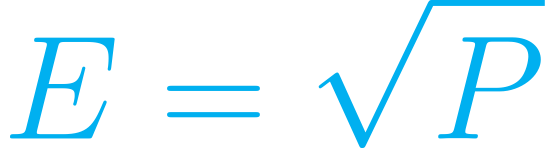 E = √P